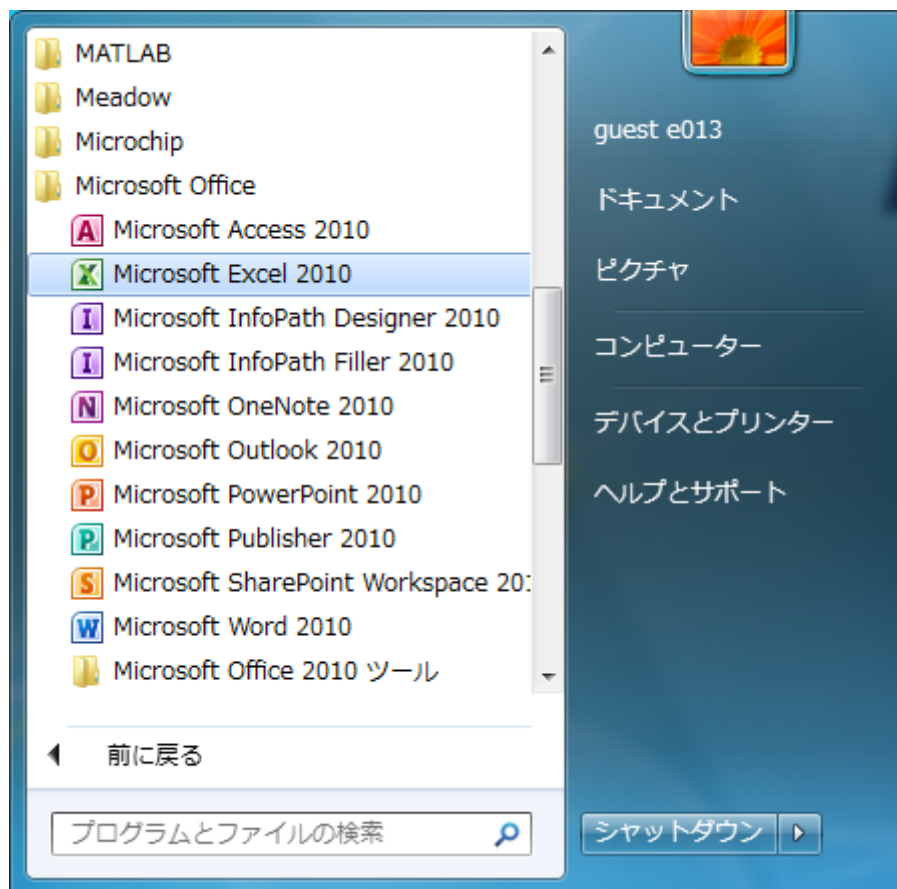 MATLAB
Meadow
Microchip
Microsoft Office
Microsoft Access 2010
Microsoft Excel 2010
Microsoft InfoPath Designer 2010
Microsoft InfoPath Filler 2010
Microsoft OneNote 2010
Microsoft Outlook 2010
Microsoft PowerPoint 2010
Microsoft Publisher 2010
Microsoft SharePoint Workspace 201
Microsoft Word 2010
Microsoft Office 2010 ツール
前に戻る
プログラムとファイルの検索
guest e013
ドキュメント
ピクチャ
コンピューター
デバイスとプリンター
ヘルプとサポート
シャットダウン